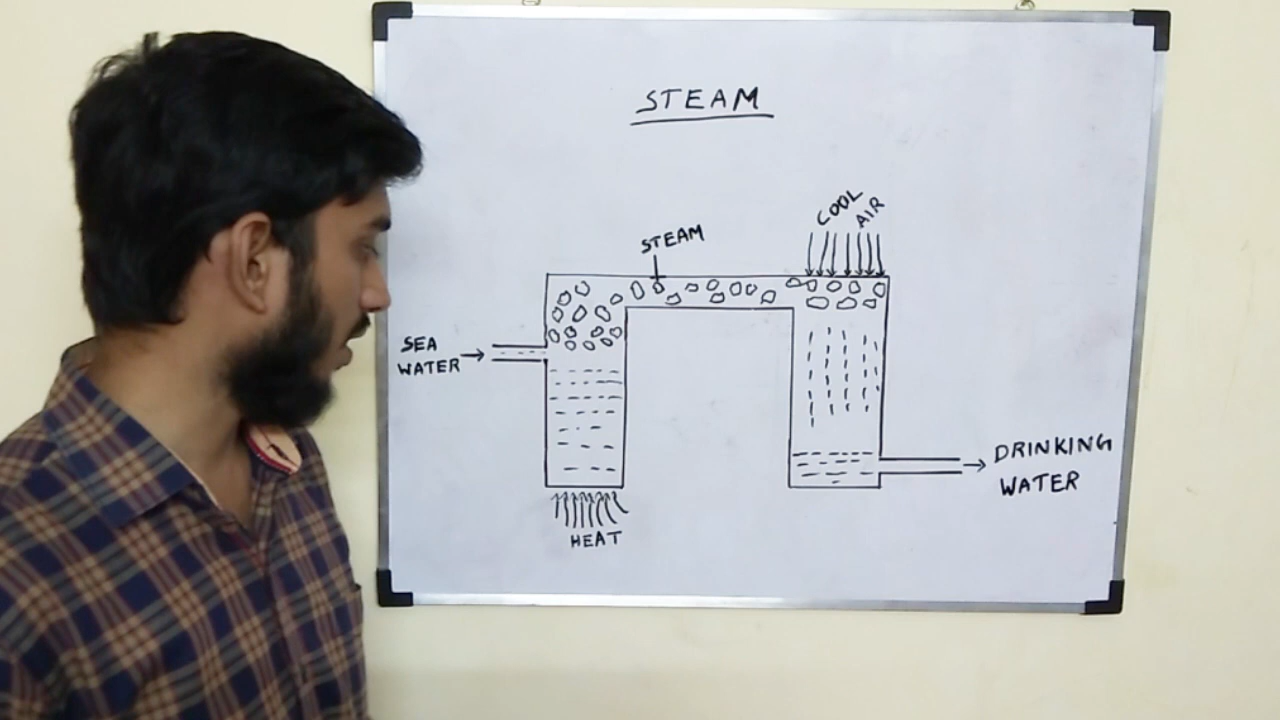 STEAM
COOL
AIR
STEAM
SEA
WATER
DRINKING
WATER
HEAT